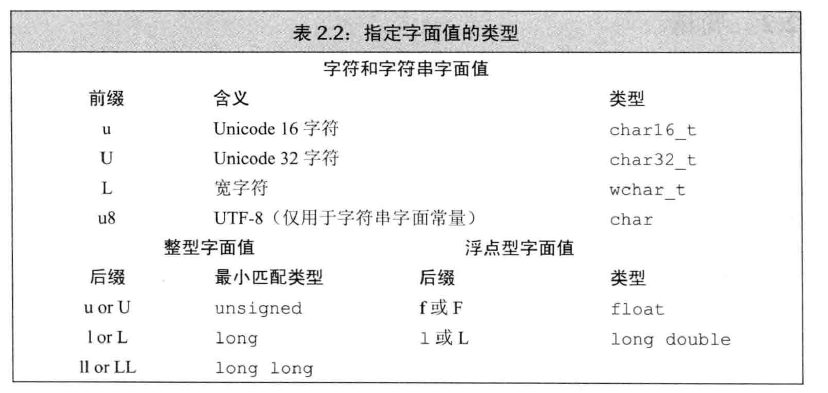 表 2.2：指定字面值的类型
字符和字符串字面值
前缀 含义 类型
u Unicode 16 字符 char16_t
U Unicode 32 字符 char32_t
L 宽字符 wchar_t
u8 UTF-8（仅用于字符串字面常量） char
整型字面值 浮点型字面值
后缀 最小匹配类型 后缀 类型
u or U unsigned f 或 F float
l or L long l 或 L long double
ll or LL long long